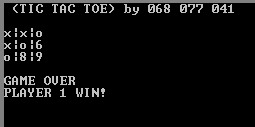 (TIC TAC TOE) by 068 077 041
x¦x¦o
x¦o¦6
o¦8¦9
GAME OVER
PLAYER 1 WIN!